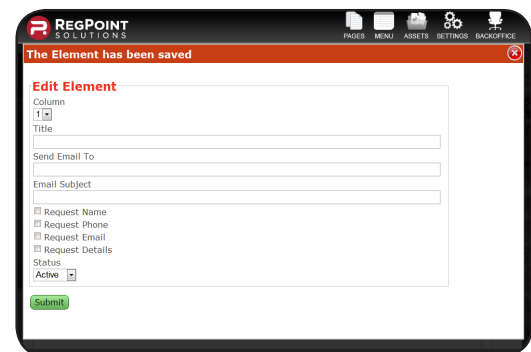 REGPOINT
SOLUTIONS
PAGES MENU ASSETS SETTINGS BACKOFFICE
The Element has been saved
Edit Element
Column
1
Title
Send Email To
Email Subject
Request Name
Request Phone
Request Email
Request Details
Status
Active
Submit